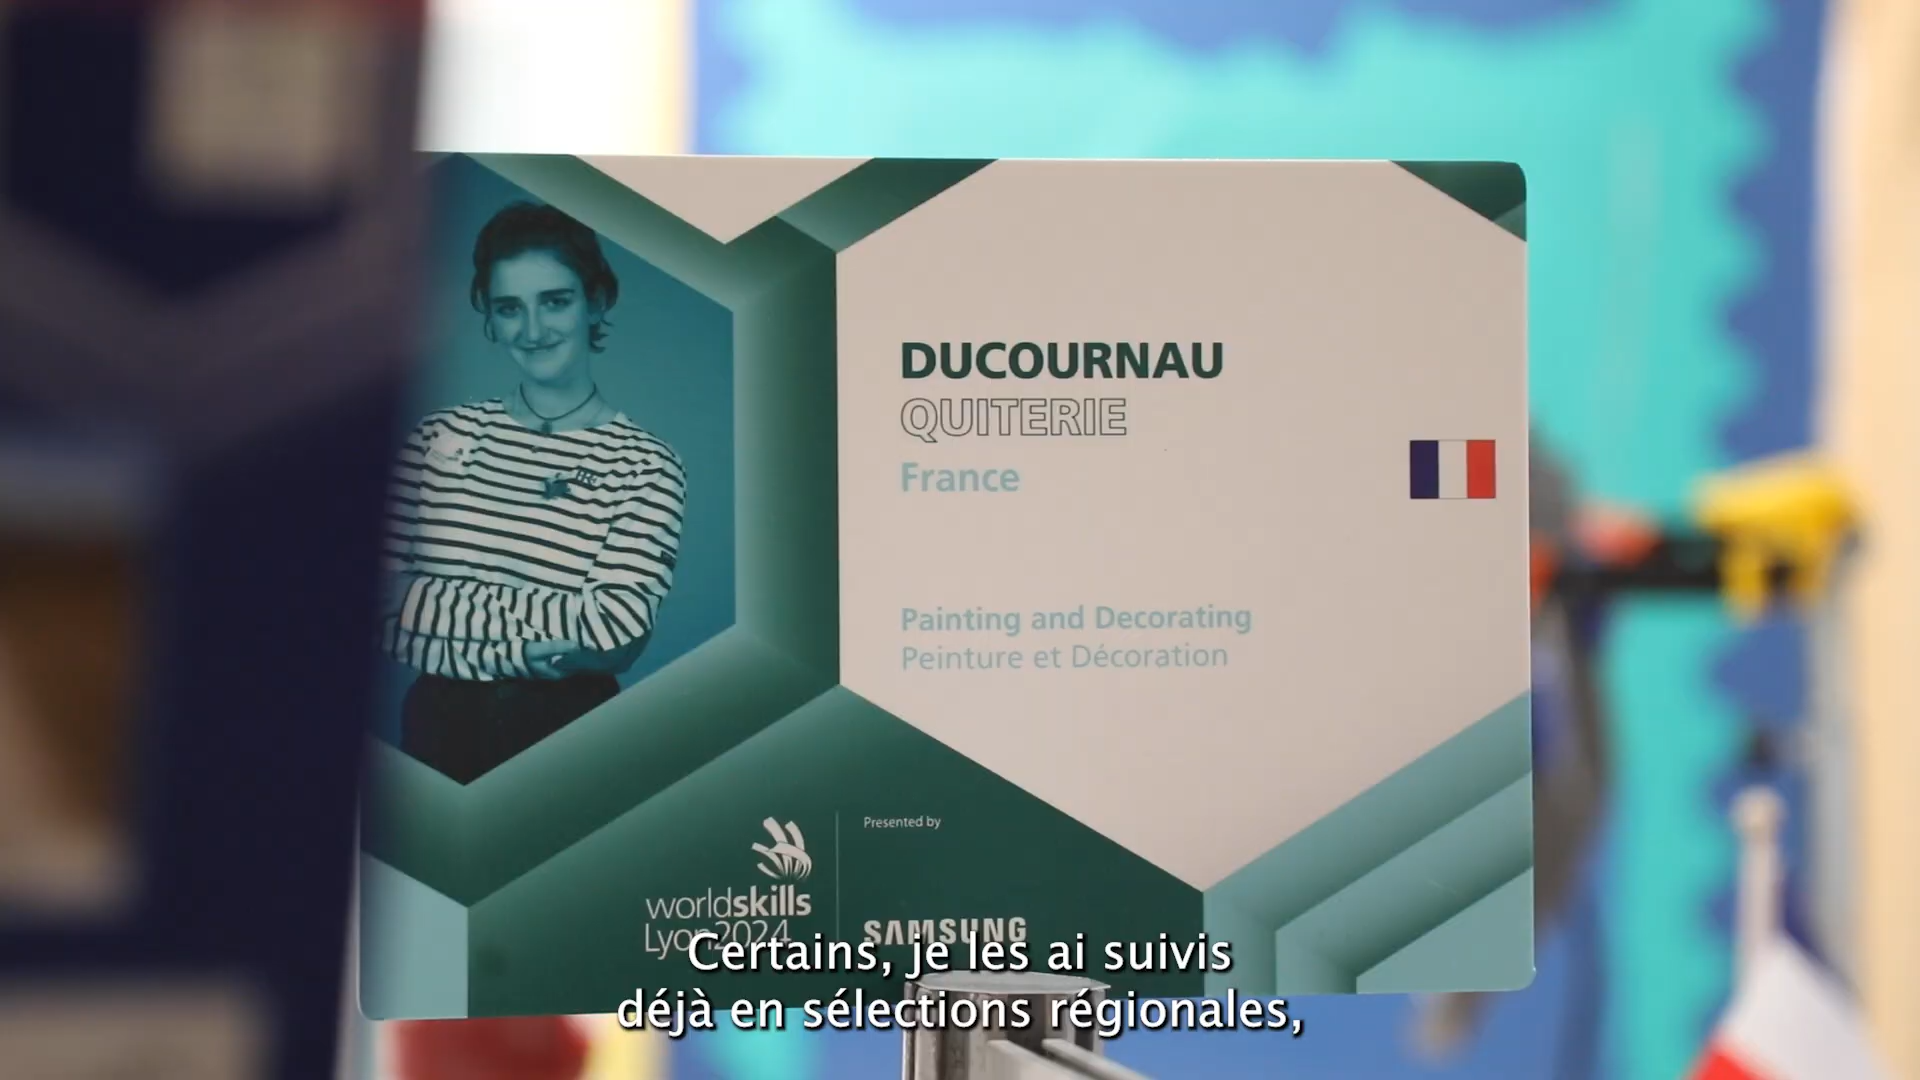 DUCOURNAU
QUITERIE
France
Painting and Decorating
Peinture et Décoration
Presented by
worldskills
Lyon2024
SAMSUNG
Certains, je les ai suivis
déjà en sélections régionales,